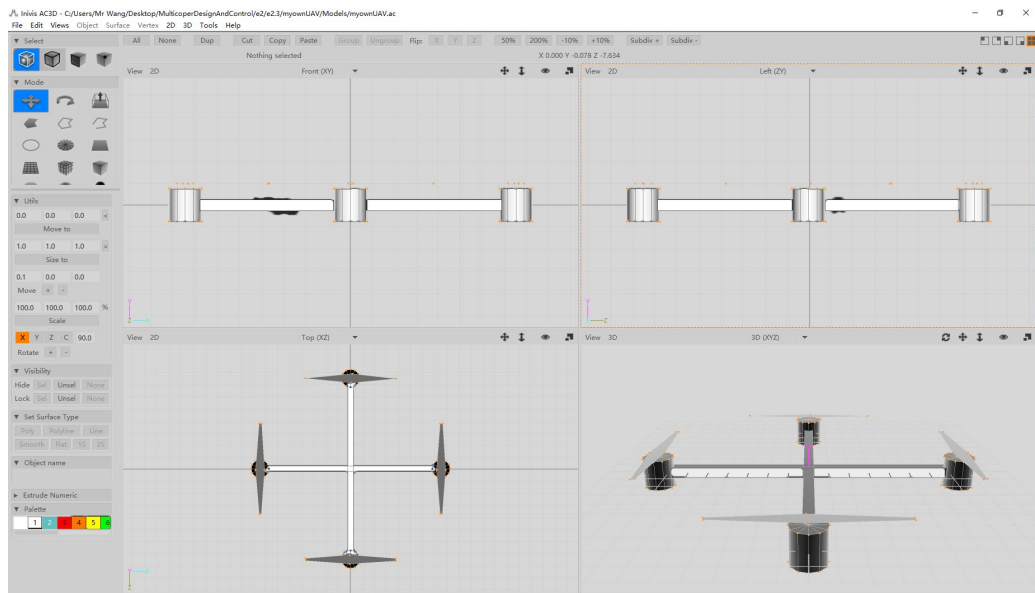 Inivis AC3D - C:/Users/Mr Wang/Desktop/MulticoperDesignAndControl/e2/e2.3/myownUAV/Models/myownUAV.ac
File Edit Views Object Surface Vertex 2D 3D Tools Help
Select All None Dup Cut Copy Paste Group Ungroup Flip: X Y Z 50% 200% -10% +10% Subdiv + Subdiv -
Nothing selected X 0.000 Y -0.078 Z -7.634
View 2D Front (XY) View 2D Left (ZY)
Mode
Utils
0.0 0.0 0.0
Move to
1.0 1.0 1.0
Size to
0.1 0.0 0.0
Move + -
100.0 100.0 100.0 %
Scale
X Y Z C 90.0
Rotate + -
View 2D Top (XZ) View 3D 3D (XYZ)
Visibility
Hide Sel Unsel None
Lock Sel Unsel None
Set Surface Type
Poly Polyline Line
Smooth Flat 1S 2S
Object name
Extrude Numeric
Palette
1 2 3 4 5 6